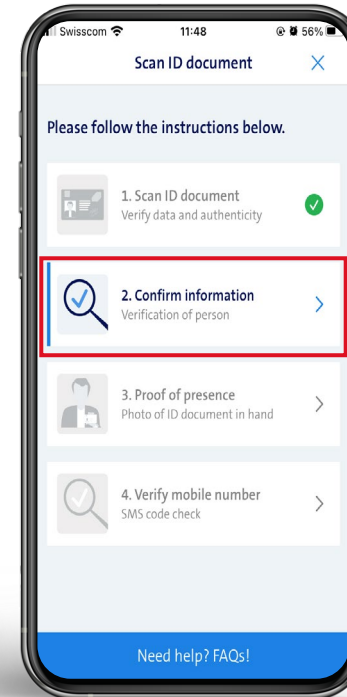 Swisscom 11:48 56%
Scan ID document
Please follow the instructions below.
1. Scan ID document
Verify data and authenticity
2. Confirm information
Verification of person
3. Proof of presence
Photo of ID document in hand
4. Verify mobile number
SMS code check
Need help? FAQs!